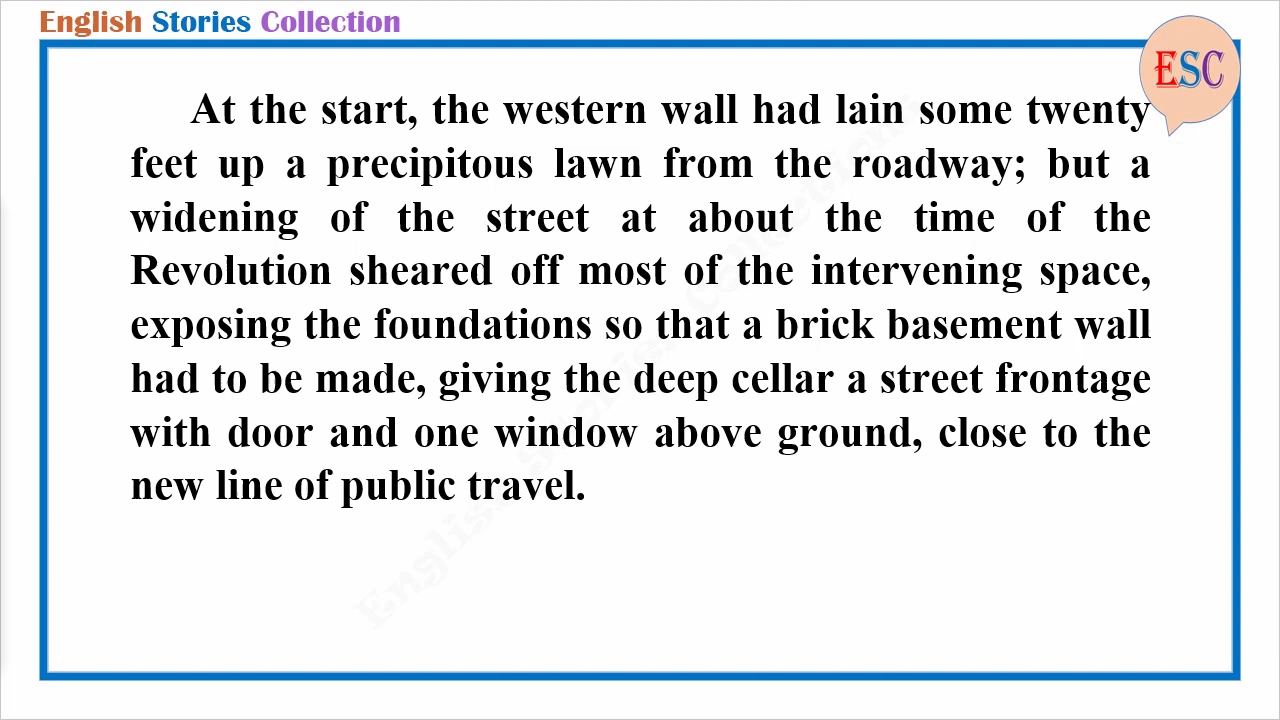 English Stories Collection
ESC
At the start, the western wall had lain some twenty
feet up a precipitous lawn from the roadway; but a
widening of the street at about the time of the
Revolution sheared off most of the intervening space,
exposing the foundations so that a brick basement wall
had to be made, giving the deep cellar a street frontage
with door and one window above ground, close to the
new line of public travel.
English Stories Collection